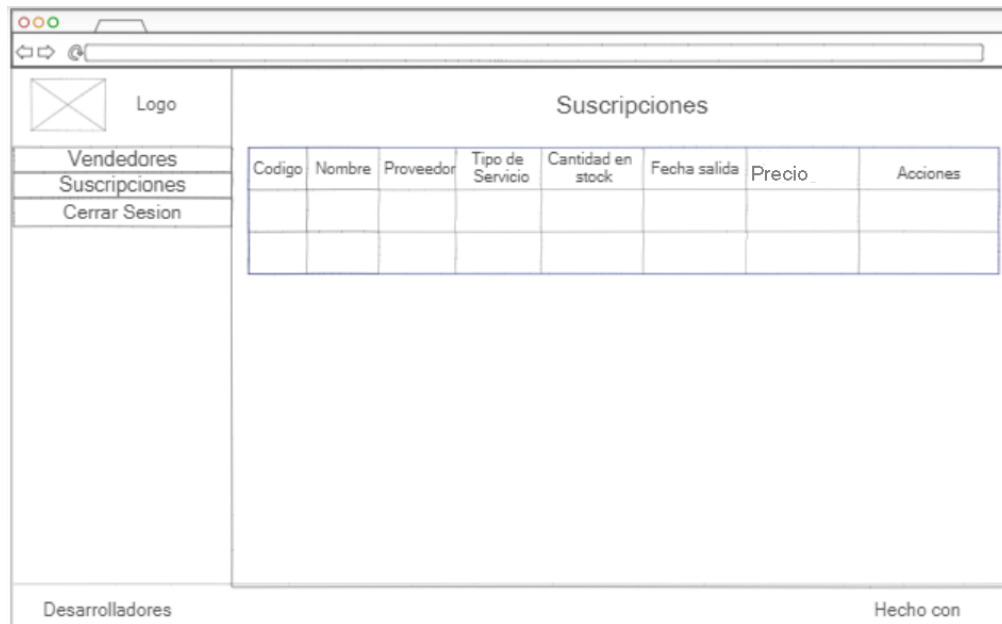 Logo
Suscripciones
Vendedores
Suscripciones
Cerrar Sesion
Codigo Nombre Proveedor Tipo de Servicio Cantidad en stock Fecha salida Precio Acciones
Desarrolladores
Hecho con